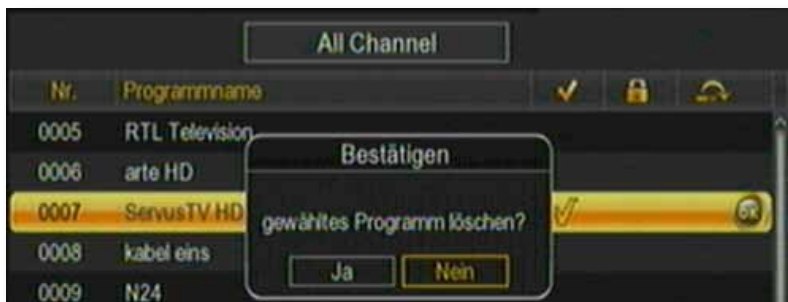 All Channel
Nr. Programmname
0005 RTL Television
0006 arte HD
0007 ServusTV HD OK
0008 kabel eins
0009 N24
Bestätigen
gewähltes Programm löschen?
Ja Nein